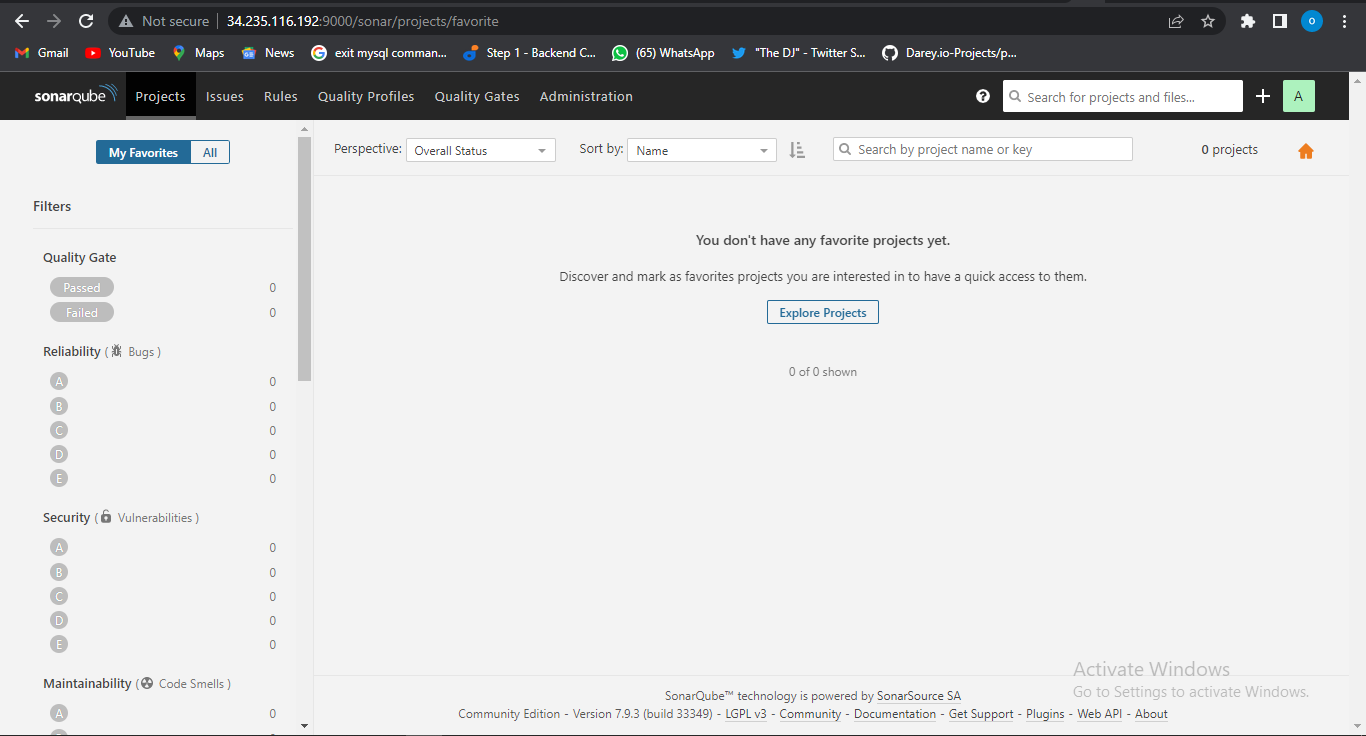 Not secure | 34.235.116.192:9000/sonar/projects/favorite
O
Gmail YouTube Maps News exit mysql comman... Step 1 - Backend C... (65) WhatsApp "The DJ" - Twitter S... Darey.io-Projects/p...
sonarqube Projects Issues Rules Quality Profiles Quality Gates Administration ? Search for projects and files... + A
My Favorites All
Perspective: Overall Status Sort by: Name Search by project name or key 0 projects
Filters
You don't have any favorite projects yet.
Discover and mark as favorites projects you are interested in to have a quick access to them.
Explore Projects
0 of 0 shown
Quality Gate
Passed 0
Failed 0
Reliability ( Bugs )
A 0
B 0
C 0
D 0
E 0
Security ( Vulnerabilities )
A 0
B 0
C 0
D 0
E 0
Maintainability ( Code Smells )
A 0
Activate Windows
Go to Settings to activate Windows.
SonarQube™ technology is powered by SonarSource SA
Community Edition - Version 7.9.3 (build 33349) - LGPL v3 - Community - Documentation - Get Support - Plugins - Web API - About